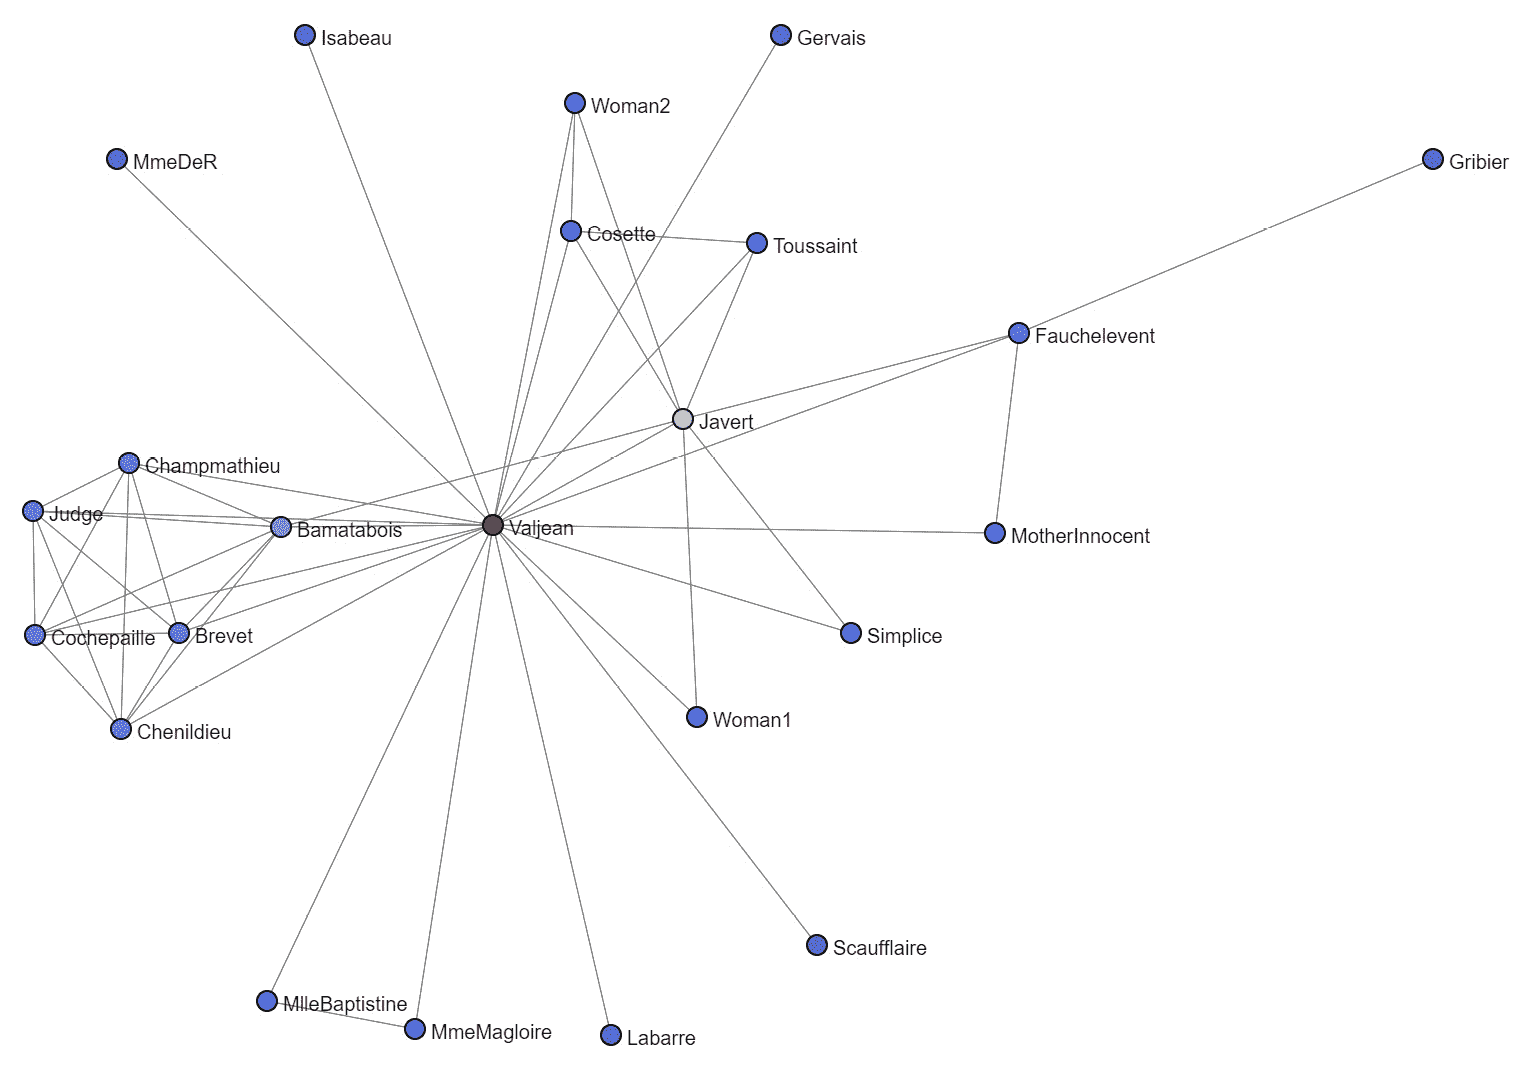 Isabeau
Gervais
Woman2
MmeDeR
Gribier
Cosette
Toussaint
Fauchelevent
Javert
Champmathieu
Judge
Bamatabois
Valjean
MotherInnocent
Cochepaille
Brevet
Simplice
Woman1
Chenildieu
Scaufflaire
MlleBaptistine
MmeMagloire
Labarre